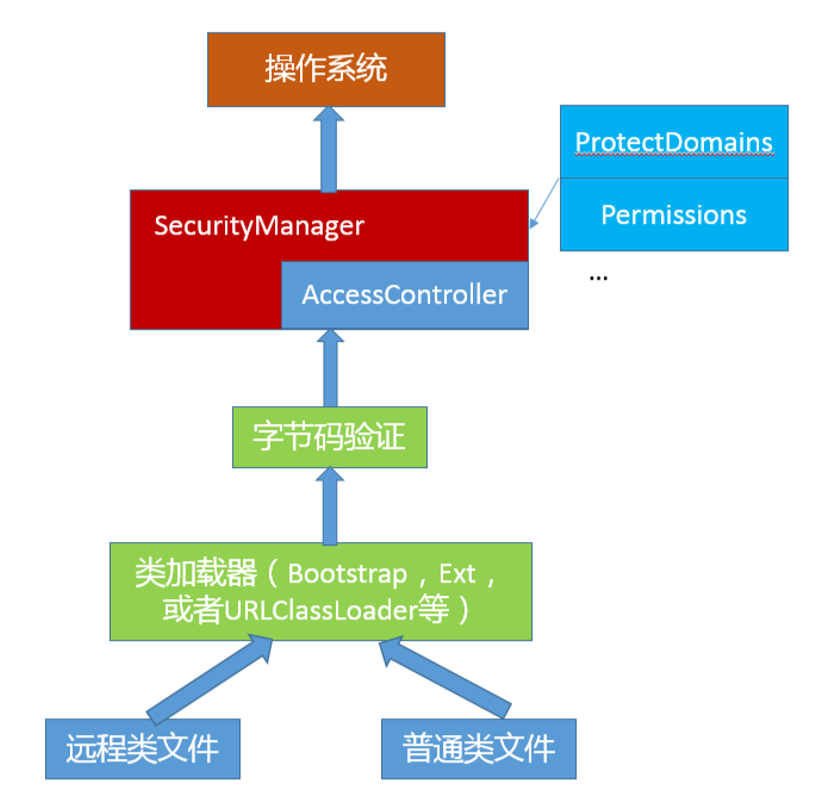 操作系统
ProtectDomains
Permissions
...
SecurityManager
AccessController
字节码验证
类加载器（Bootstrap，Ext，
或者URLClassLoader等）
远程类文件
普通类文件